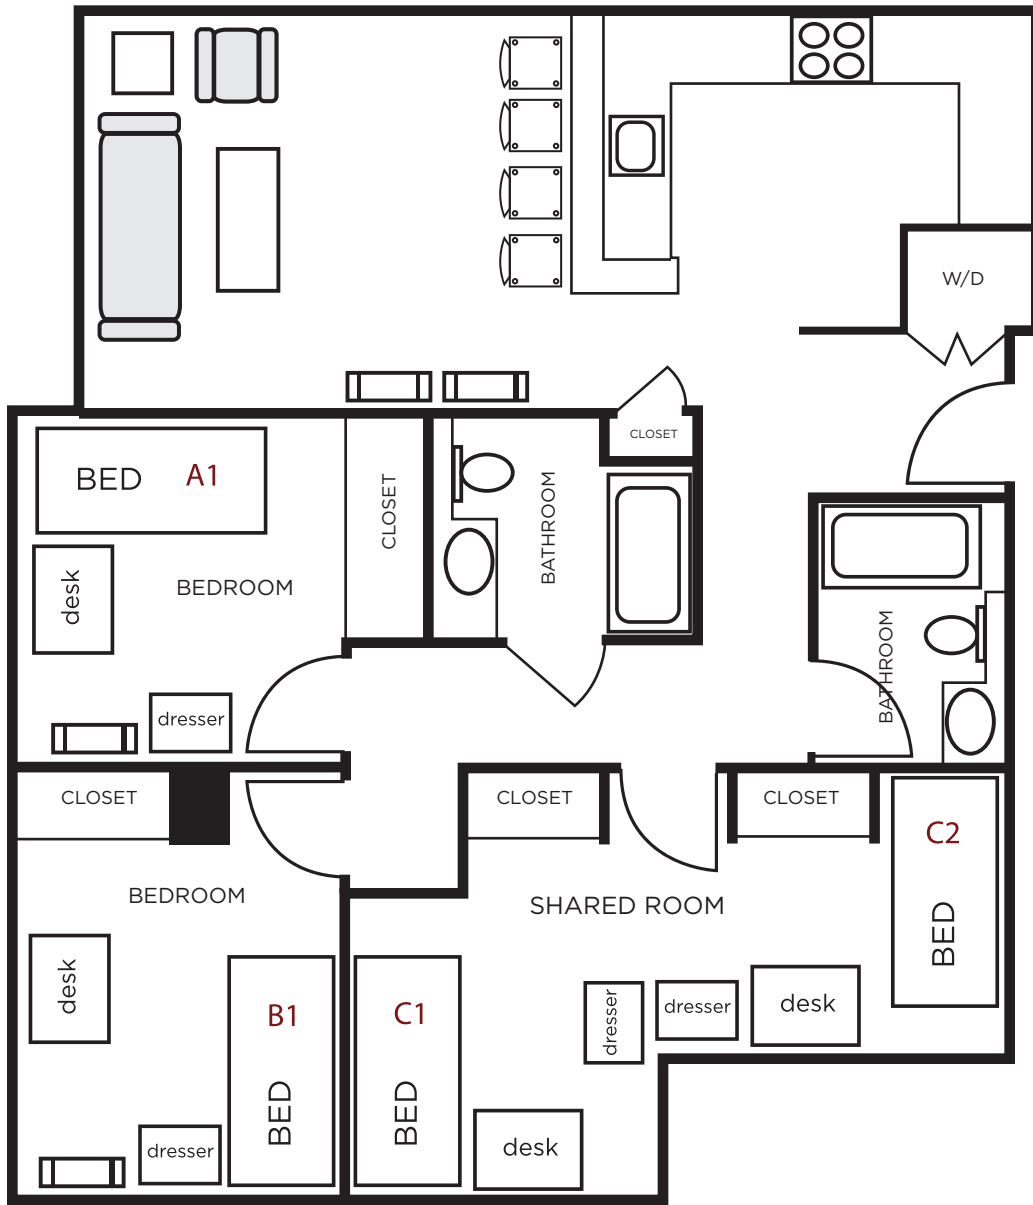 W/D
CLOSET
BED A1
CLOSET
BATHROOM
desk
BEDROOM
BATHROOM
dresser
CLOSET
CLOSET
CLOSET
C2
BED
BEDROOM
SHARED ROOM
desk
B1
BED
C1
BED
dresser
dresser
desk
dresser
desk